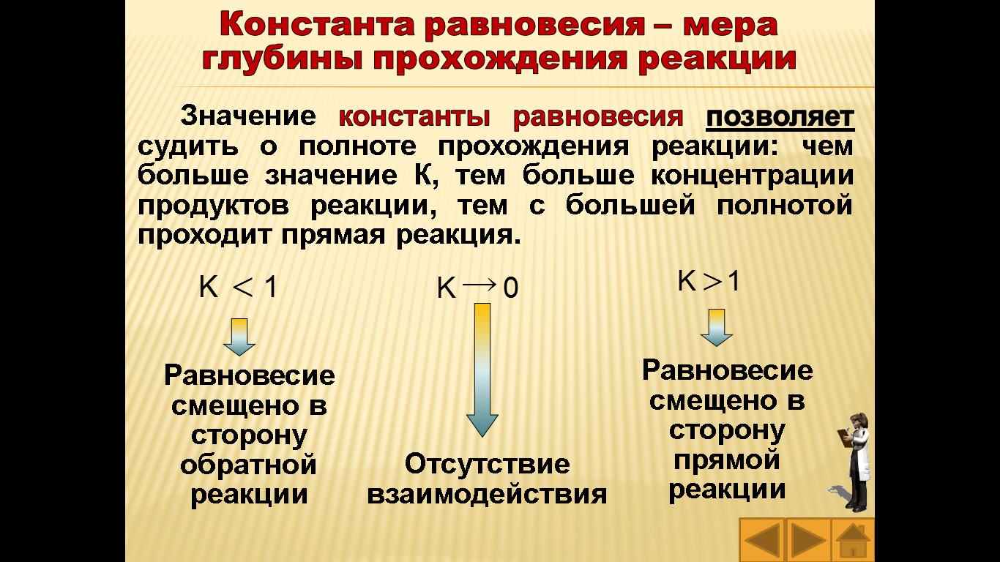 Константа равновесия – мера
глубины прохождения реакции
Значение константы равновесия позволяет
судить о полноте прохождения реакции: чем
больше значение К, тем больше концентрации
продуктов реакции, тем с большей полнотой
проходит прямая реакция.
K < 1
K → 0
K > 1
Равновесие
смещено в
сторону
обратной
реакции
Отсутствие
взаимодействия
Равновесие
смещено в
сторону
прямой
реакции